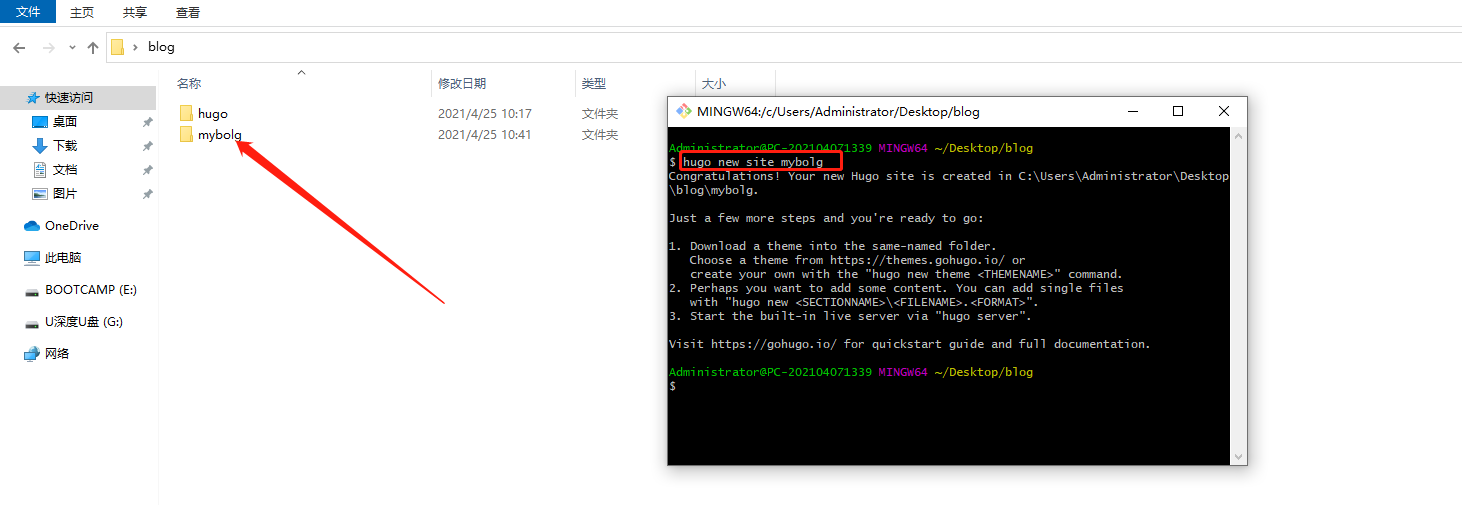 文件 主页 共享 查看
blog
名称 修改日期 类型 大小
快速访问
桌面
下载
文档
图片
OneDrive
此电脑
BOOTCAMP (E:)
U深度U盘 (G:)
网络
hugo 2021/4/25 10:17 文件夹
mybolg 2021/4/25 10:41 文件夹
MINGW64:/c/Users/Administrator/Desktop/blog
Administrator@PC-202104071339 MINGW64 ~/Desktop/blog
$ hugo new site mybolg
Congratulations! Your new Hugo site is created in C:\Users\Administrator\Desktop
\blog\mybolg.
Just a few more steps and you're ready to go:
1. Download a theme into the same-named folder.
Choose a theme from https://themes.gohugo.io/ or
create your own with the "hugo new theme <THEMENAME>" command.
2. Perhaps you want to add some content. You can add single files
with "hugo new <SECTIONNAME>\<FILENAME>.<FORMAT>".
3. Start the built-in live server via "hugo server".
Visit https://gohugo.io/ for quickstart guide and full documentation.
Administrator@PC-202104071339 MINGW64 ~/Desktop/blog
$